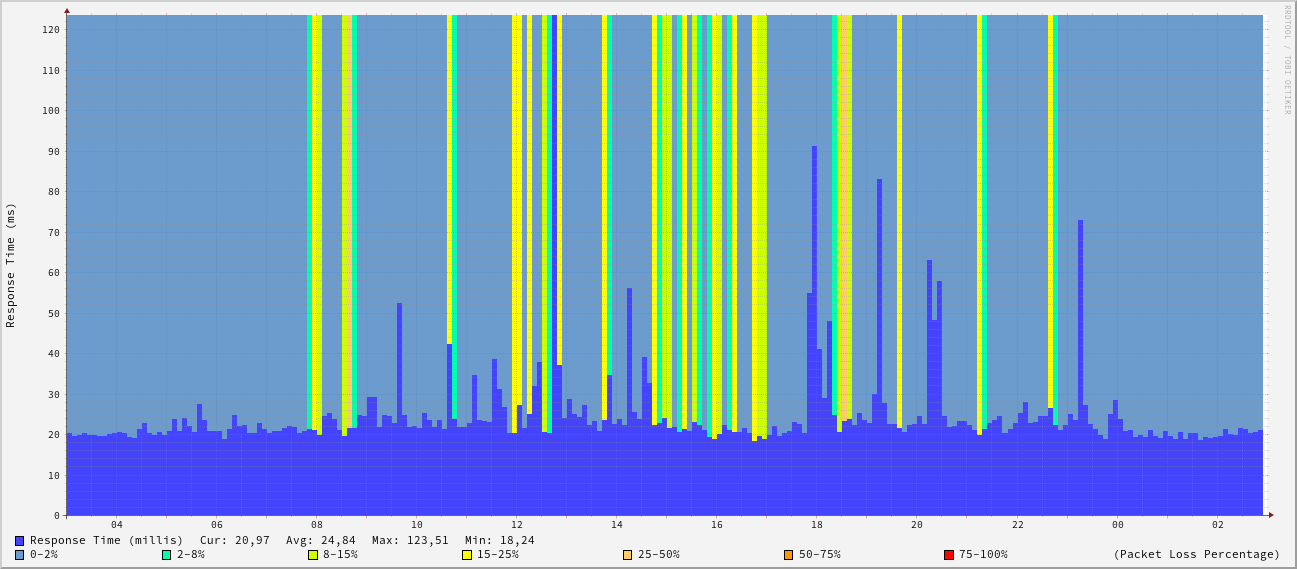 RRDTOOL / TOBI OETIKER
Response Time (ms)
120
110
100
90
80
70
60
50
40
30
20
10
0
04 06 08 10 12 14 16 18 20 22 00 02
Response Time (millis) Cur: 20,97 Avg: 24,84 Max: 123,51 Min: 18,24
0-2% 2-8% 8-15% 15-25% 25-50% 50-75% 75-100% (Packet Loss Percentage)